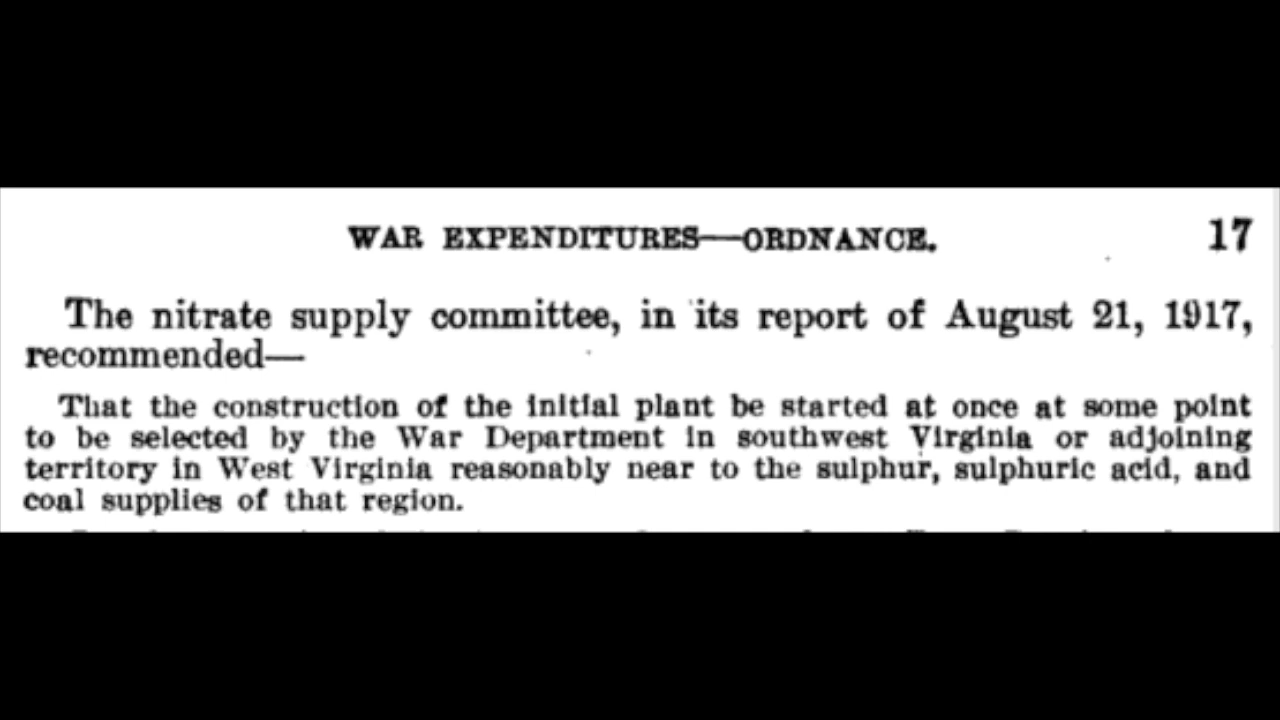 WAR EXPENDITURES—ORDNANCE. 17
The nitrate supply committee, in its report of August 21, 1917,
recommended—
That the construction of the initial plant be started at once at some point
to be selected by the War Department in southwest Virginia or adjoining
territory in West Virginia reasonably near to the sulphur, sulphuric acid, and
coal supplies of that region.